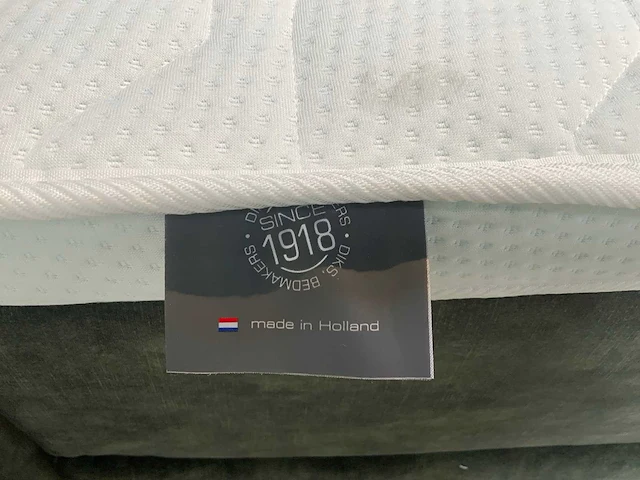 SINCE
1918
DIKS, BEDMAKERS
made in Holland